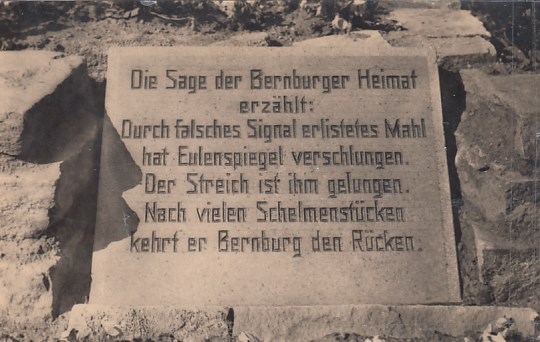 Die Sage der Bernburger Heimat
erzählt:
Durch falsches Signal erlistetes Mahl
hat Eulenspiegel verschlungen.
Der Streich ist ihm gelungen.
Nach vielen Schelmenstücken
kehrt er Bernburg den Rücken.